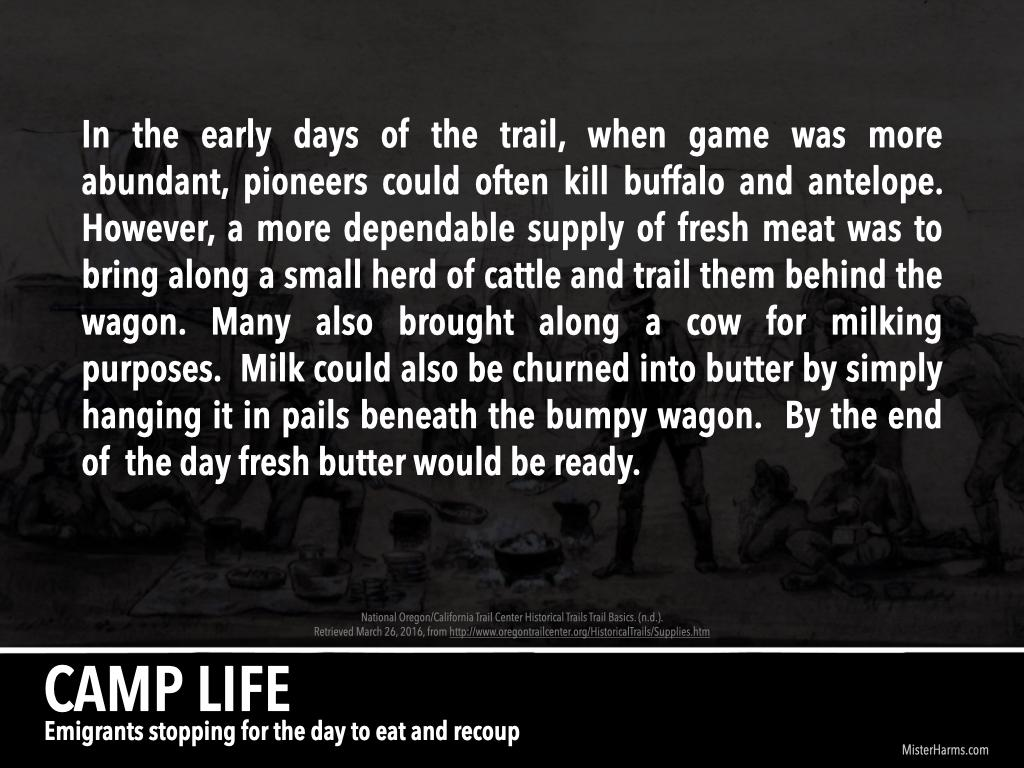 In the early days of the trail, when game was more
abundant, pioneers could often kill buffalo and antelope.
However, a more dependable supply of fresh meat was to
bring along a small herd of cattle and trail them behind the
wagon. Many also brought along a cow for milking
purposes.  Milk could also be churned into butter by simply
hanging it in pails beneath the bumpy wagon.  By the end
of  the day fresh butter would be ready.
National Oregon/California Trail Center Historical Trails Trail Basics. (n.d.).
Retrieved March 26, 2016, from http://www.oregontrailcenter.org/HistoricalTrails/Supplies.htm
CAMP LIFE
Emigrants stopping for the day to eat and recoup
MisterHarms.com